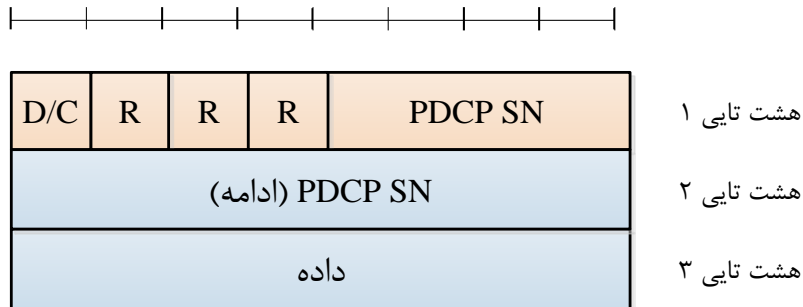 D/C R R R PDCP SN هشت تایی ۱
PDCP SN (ادامه) هشت تایی ۲
داده هشت تایی ۳